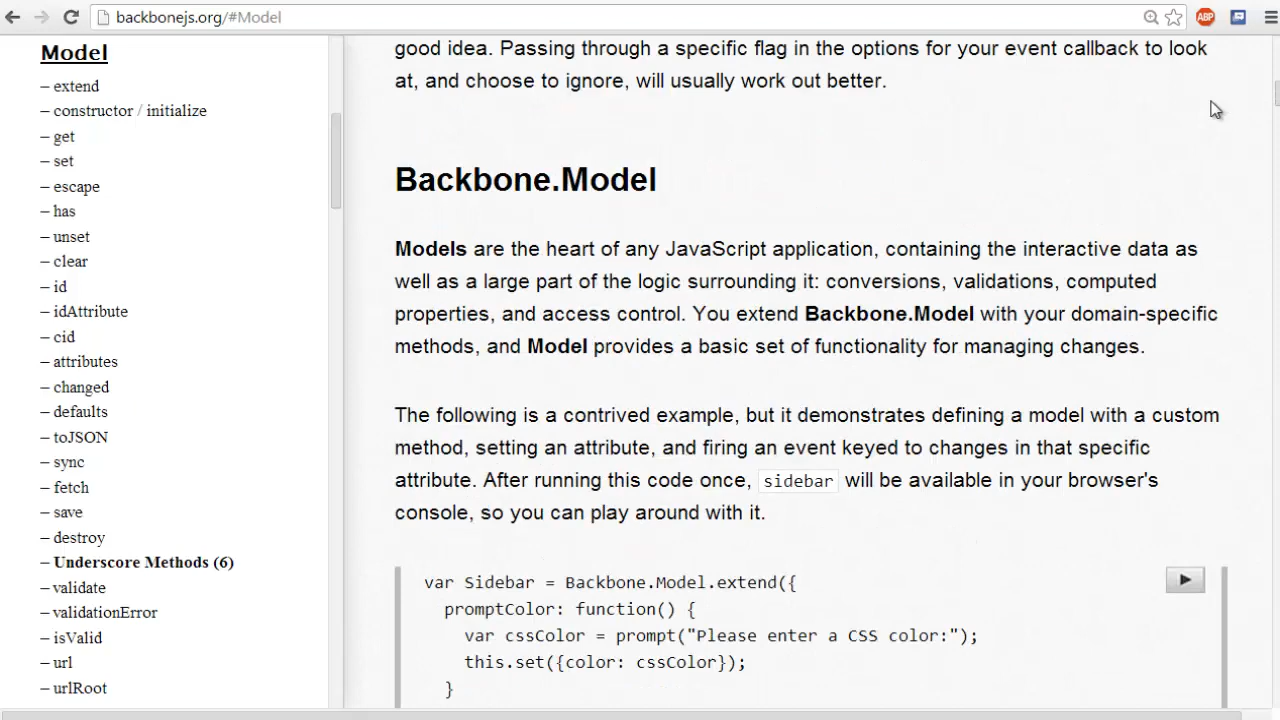 backbonejs.org/#Model
ABP
Model
– extend
– constructor / initialize
– get
– set
– escape
– has
– unset
– clear
– id
– idAttribute
– cid
– attributes
– changed
– defaults
– toJSON
– sync
– fetch
– save
– destroy
– Underscore Methods (6)
– validate
– validationError
– isValid
– url
– urlRoot
good idea. Passing through a specific flag in the options for your event callback to look
at, and choose to ignore, will usually work out better.
Backbone.Model
Models are the heart of any JavaScript application, containing the interactive data as
well as a large part of the logic surrounding it: conversions, validations, computed
properties, and access control. You extend Backbone.Model with your domain-specific
methods, and Model provides a basic set of functionality for managing changes.
The following is a contrived example, but it demonstrates defining a model with a custom
method, setting an attribute, and firing an event keyed to changes in that specific
attribute. After running this code once, sidebar will be available in your browser's
console, so you can play around with it.
var Sidebar = Backbone.Model.extend({
promptColor: function() {
var cssColor = prompt("Please enter a CSS color:");
this.set({color: cssColor});
}